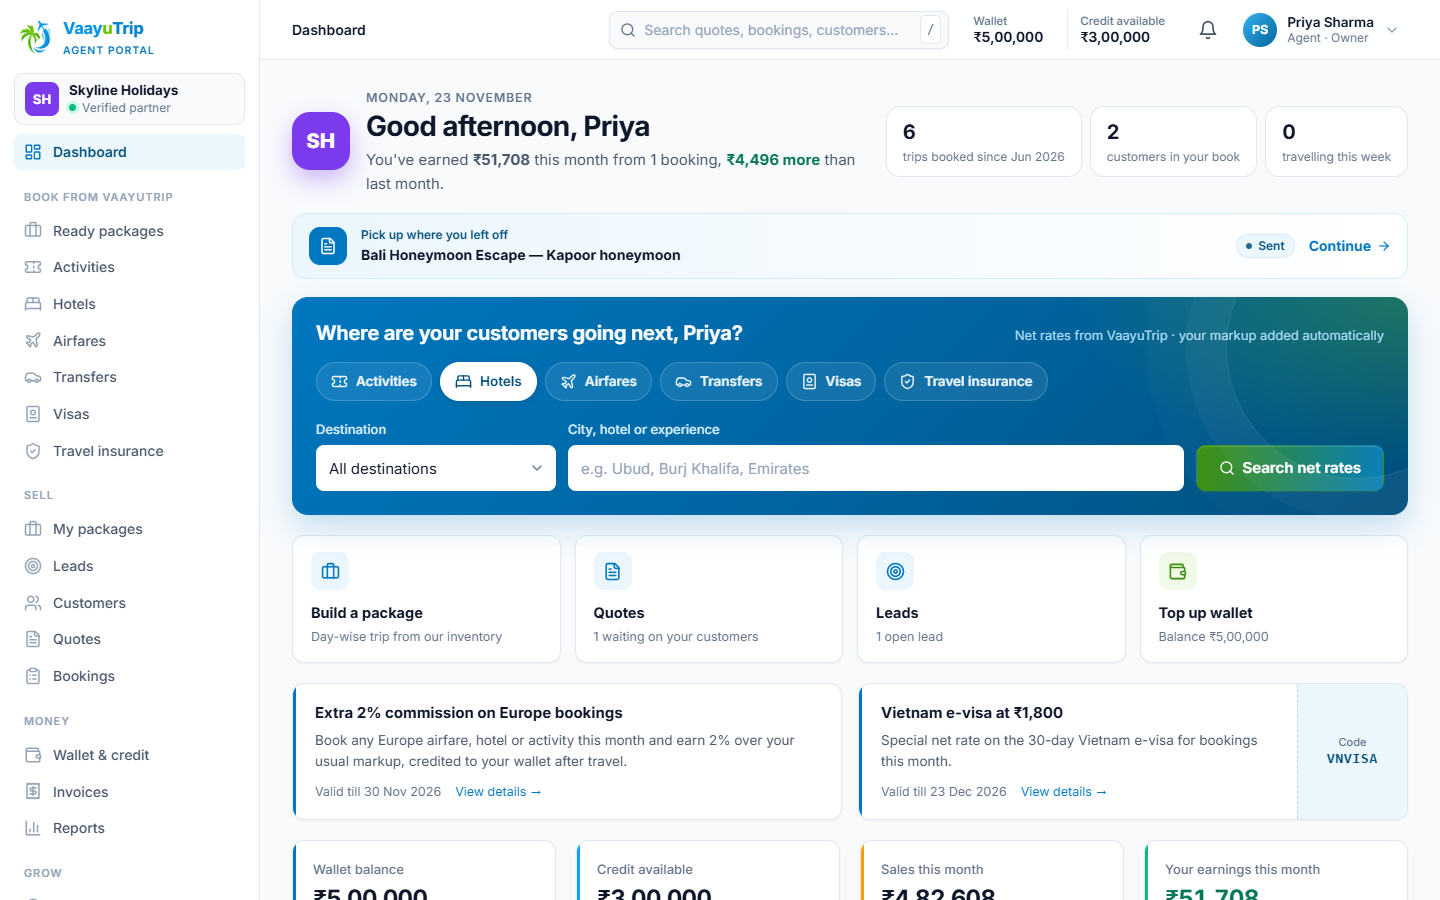 VaayuTrip
AGENT PORTAL
SH
Skyline Holidays
Verified partner
Dashboard
BOOK FROM VAAYUTRIP
Ready packages
Activities
Hotels
Airfares
Transfers
Visas
Travel insurance
SELL
My packages
Leads
Customers
Quotes
Bookings
MONEY
Wallet & credit
Invoices
Reports
GROW
Dashboard
Search quotes, bookings, customers...
/
Wallet
₹5,00,000
Credit available
₹3,00,000
PS
Priya Sharma
Agent · Owner
SH
MONDAY, 23 NOVEMBER
Good afternoon, Priya
You've earned ₹51,708 this month from 1 booking, ₹4,496 more than
last month.
6
trips booked since Jun 2026
2
customers in your book
0
travelling this week
Pick up where you left off
Bali Honeymoon Escape — Kapoor honeymoon
Sent
Continue →
Where are your customers going next, Priya?
Net rates from VaayuTrip · your markup added automatically
Activities
Hotels
Airfares
Transfers
Visas
Travel insurance
Destination
All destinations
City, hotel or experience
e.g. Ubud, Burj Khalifa, Emirates
Search net rates
Build a package
Day-wise trip from our inventory
Quotes
1 waiting on your customers
Leads
1 open lead
Top up wallet
Balance ₹5,00,000
Extra 2% commission on Europe bookings
Book any Europe airfare, hotel or activity this month and earn 2% over your
usual markup, credited to your wallet after travel.
Valid till 30 Nov 2026 View details →
Vietnam e-visa at ₹1,800
Special net rate on the 30-day Vietnam e-visa for bookings
this month.
Valid till 23 Dec 2026 View details →
Code
VNVISA
Wallet balance
₹5,00,000
Credit available
₹3,00,000
Sales this month
₹4,82,608
Your earnings this month
₹51,708